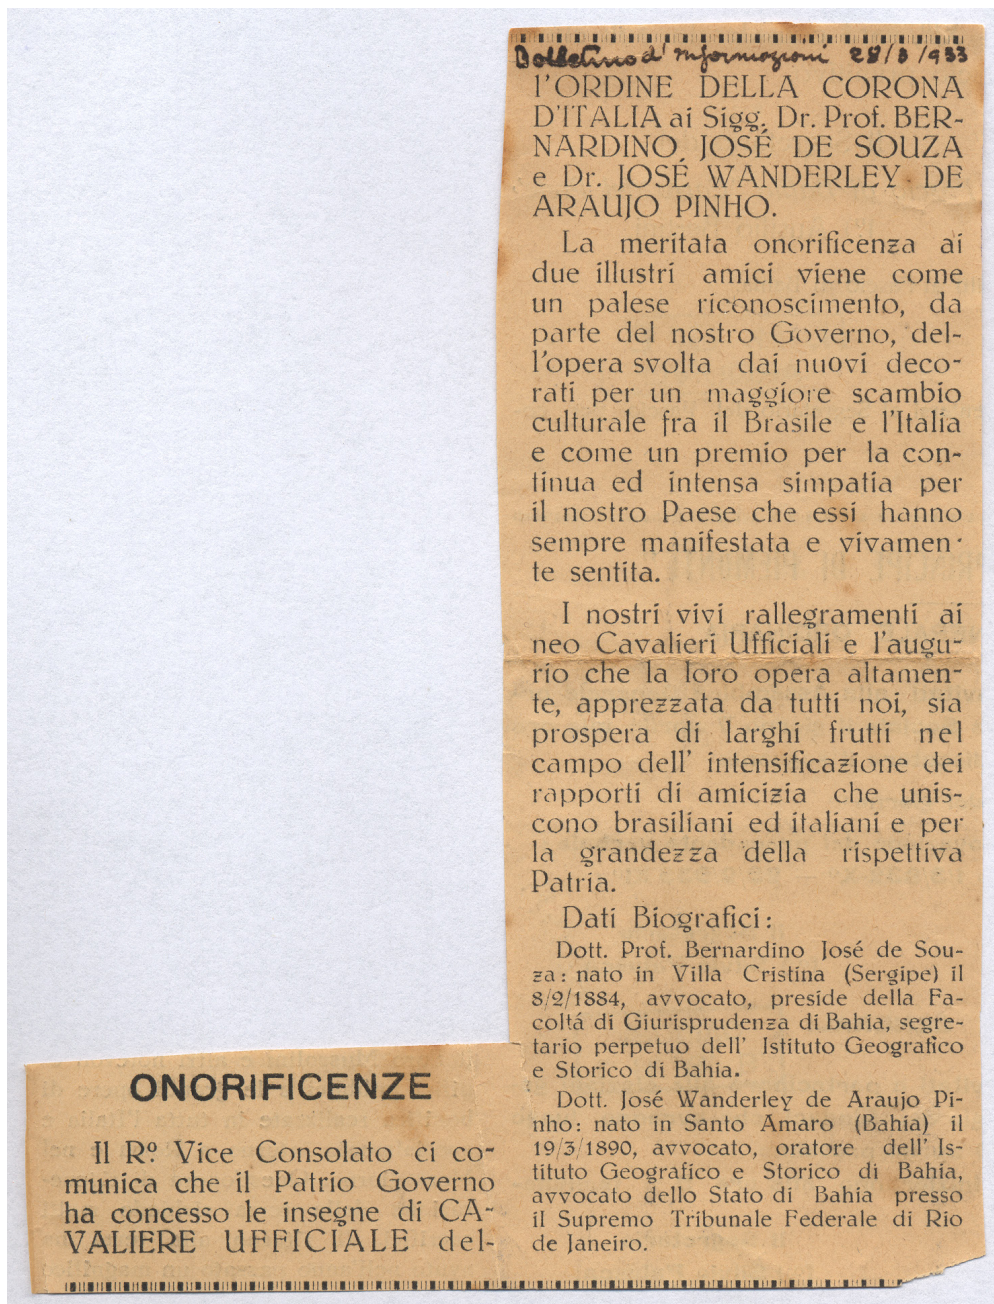 ONORIFICENZE
Il Rº. Vice Consolato ci co-
munica che il Patrio Governo
ha concesso le insegne di CA-
VALIERE UFFICIALE del-
Bolletino d'Informazioni 28/3/933
l'ORDINE DELLA CORONA
D'ITALIA ai Sigg. Dr. Prof. BER-
NARDINO JOSÉ DE SOUZA
e Dr. JOSÉ WANDERLEY DE
ARAUJO PINHO.
La meritata onorificenza ai
due illustri amici viene come
un palese riconoscimento, da
parte del nostro Governo, del-
l'opera svolta dai nuovi deco-
rati per un maggiore scambio
culturale fra il Brasile e l'Italia
e come un premio per la con-
tinua ed intensa simpatia per
il nostro Paese che essi hanno
sempre manifestata e vivamen-
te sentita.
I nostri vivi rallegramenti ai
neo Cavalieri Ufficiali e l'augu-
rio che la loro opera altamen-
te, apprezzata da tutti noi, sia
prospera di larghi frutti nel
campo dell' intensificazione dei
rapporti di amicizia che unis-
cono brasiliani ed italiani e per
la grandezza della rispettiva
Patria.
Dati Biografici:
Dott. Prof. Bernardino José de Sou-
za: nato in Villa Cristina (Sergipe) il
8/2/1884, avvocato, preside della Fa-
coltá di Giurisprudenza di Bahia, segre-
tario perpetuo dell' Istituto Geografico
e Storico di Bahia.
Dott. José Wanderley de Araujo Pi-
nho: nato in Santo Amaro (Bahia) il
19/3/1890, avvocato, oratore dell' Is-
tituto Geografico e Storico di Bahia,
avvocato dello Stato di Bahia presso
il Supremo Tribunale Federale di Rio
de Janeiro.